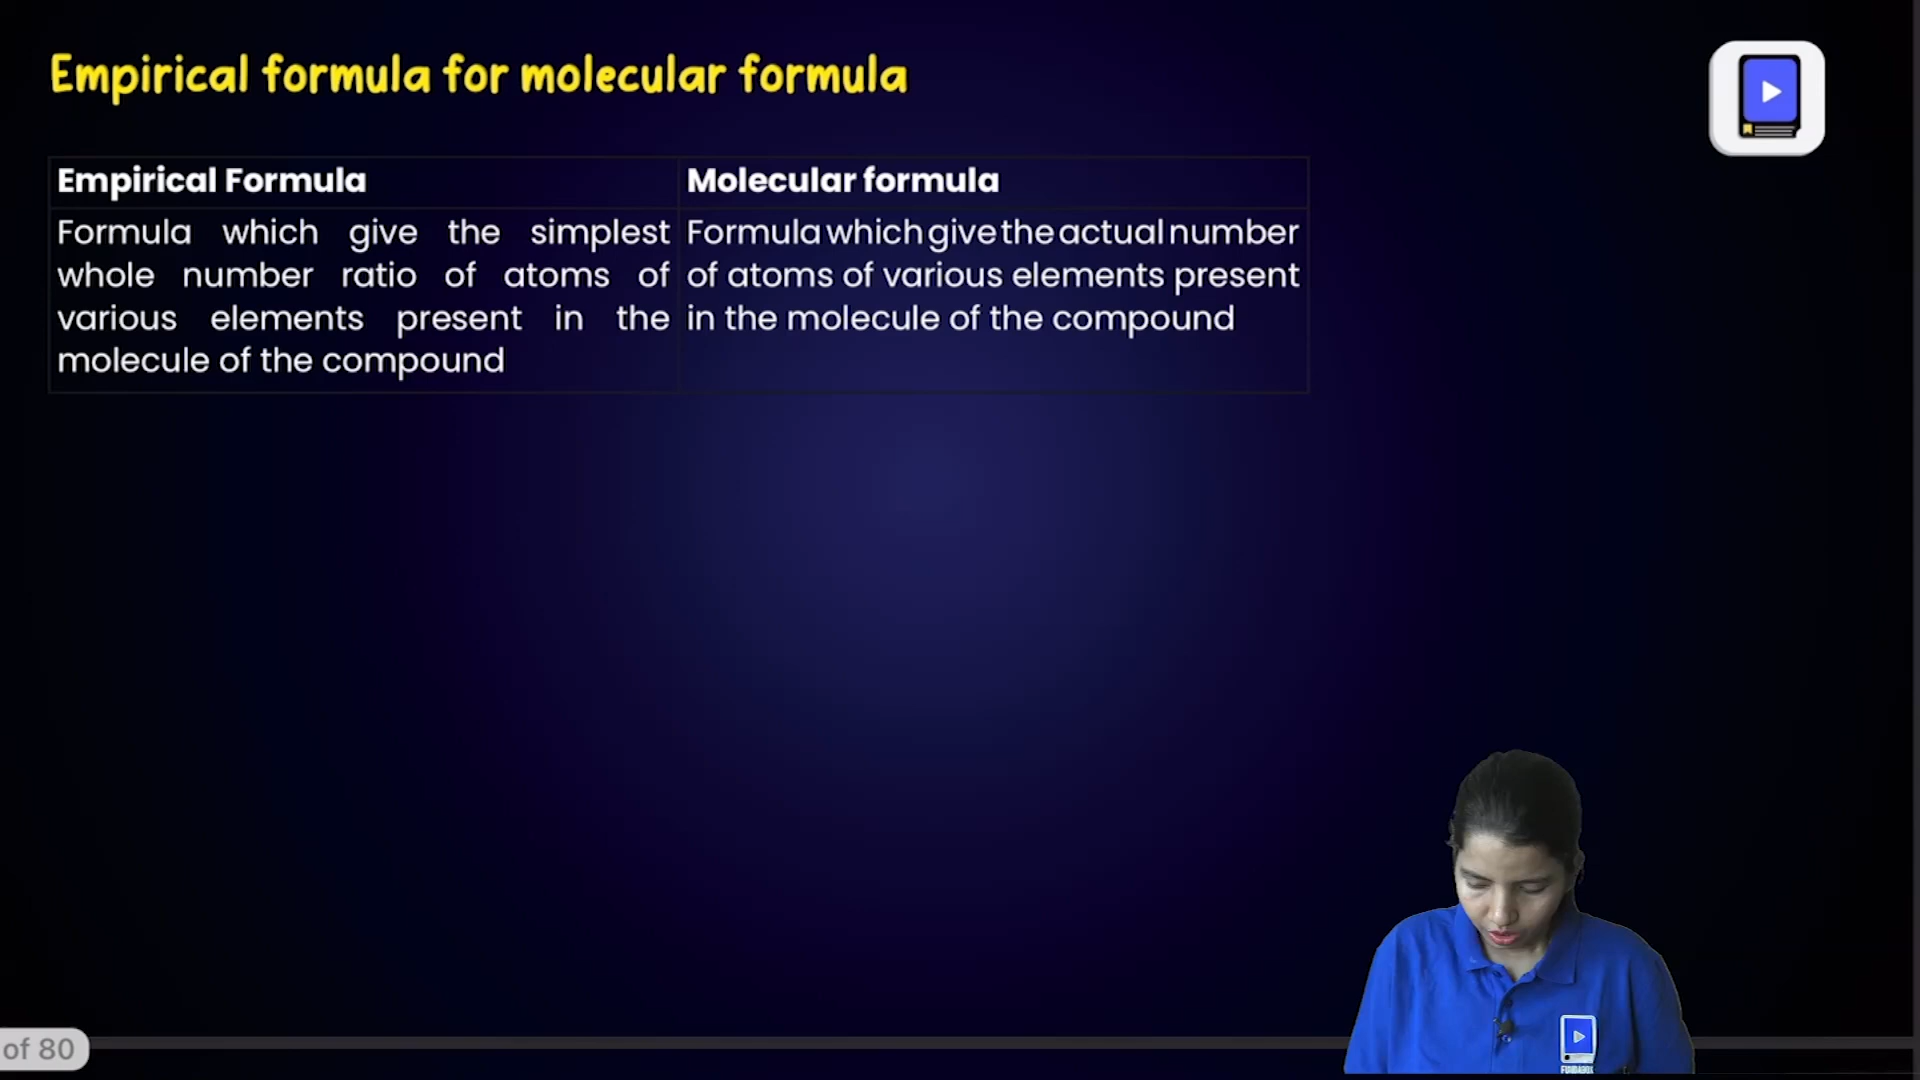 Empirical formula for molecular formula
Empirical Formula
Molecular formula
Formula which give the simplest
whole number ratio of atoms of
various elements present in the
molecule of the compound
Formula which give the actual number
of atoms of various elements present
in the molecule of the compound
of 80